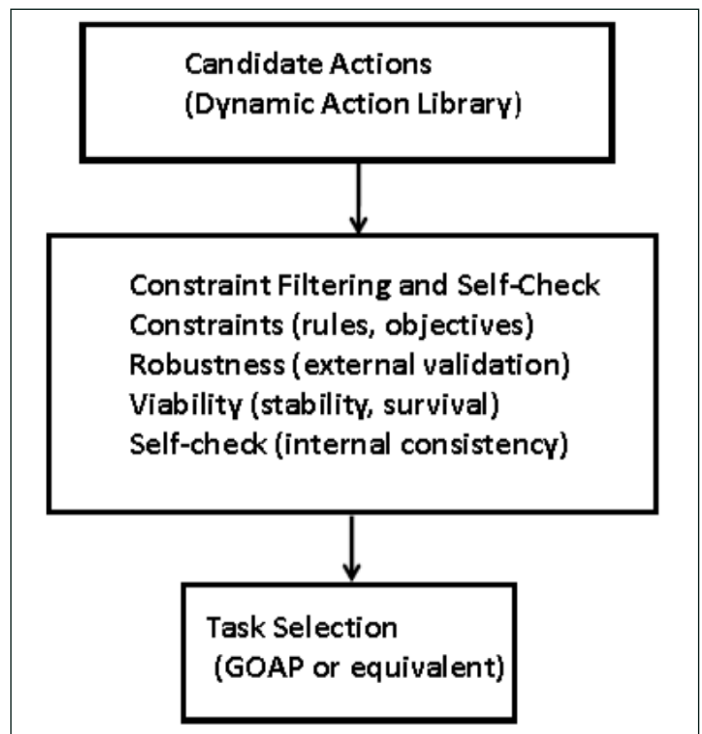 Candidate Actions
(Dynamic Action Library)
Constraint Filtering and Self-Check
Constraints (rules, objectives)
Robustness (external validation)
Viability (stability, survival)
Self-check (internal consistency)
Task Selection
(GOAP or equivalent)